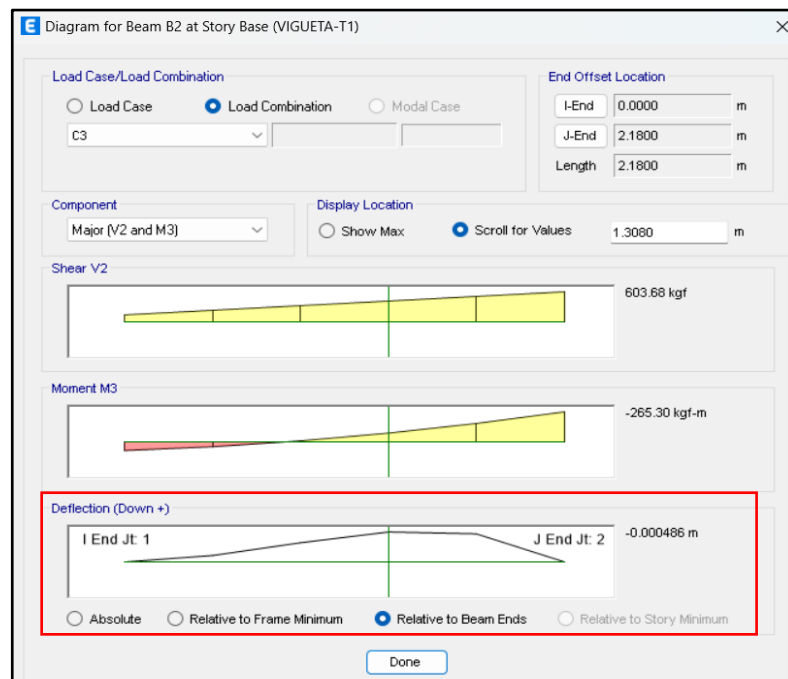 E Diagram for Beam B2 at Story Base (VIGUETA-T1)
Load Case/Load Combination
Load Case Load Combination Modal Case
C3
End Offset Location
I-End 0.0000 m
J-End 2.1800 m
Length 2.1800 m
Component
Major (V2 and M3)
Display Location
Show Max Scroll for Values 1.3080 m
Shear V2
603.68 kgf
Moment M3
-265.30 kgf-m
Deflection (Down +)
I End Jt: 1 J End Jt: 2 -0.000486 m
Absolute Relative to Frame Minimum Relative to Beam Ends Relative to Story Minimum
Done